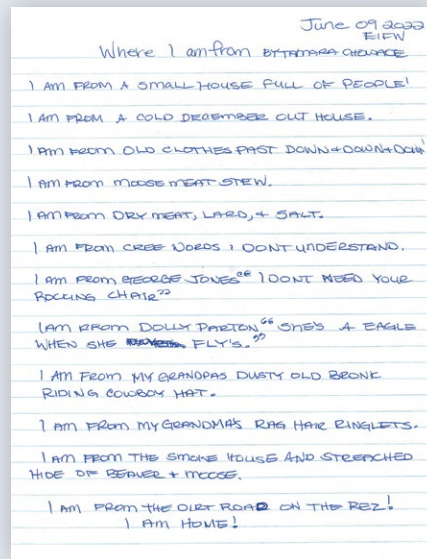 June 09 2022
EIFW
Where I am from BY TAMARA
I AM FROM A SMALL HOUSE FULL OF PEOPLE!
I AM FROM A COLD DECEMBER OUT HOUSE.
I AM FROM OLD CLOTHES PAST DOWN+DOWN+DOWN
I AM FROM MOOSE MEAT STEW.
I AM FROM DRY MEAT, LARD, + SALT.
I AM FROM CREE WORDS I DONT UNDERSTAND.
I AM FROM GEORGE JONES "I DONT NEED YOUR
ROCKING CHAIR"
I AM FROM DOLLY PARTON "SHE'S A EAGLE
WHEN SHE FLY'S."
I AM FROM MY GRANDPAS DUSTY OLD BRONK
RIDING COWBOY HAT.
I AM FROM MY GRANDMA'S RAG HAIR RINGLETS.
I AM FROM THE SMOKE HOUSE AND STREACHED
HIDE OF BEAVER + MOOSE.
I AM FROM THE DIRT ROAD ON THE REZ!
I AM HOME!